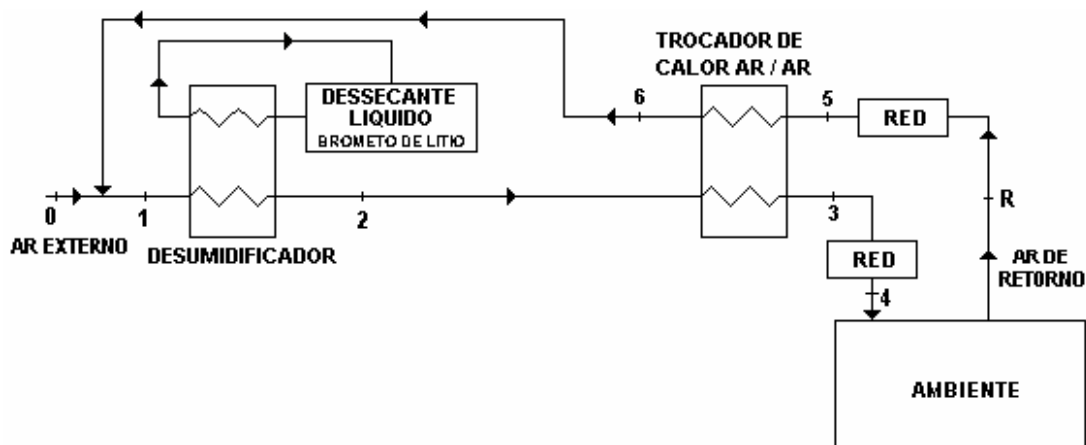 TROCADOR DE
CALOR AR / AR
DESSECANTE
LIQUIDO
BROMETO DE LITIO
6
5
RED
0
1
2
3
R
AR EXTERNO
DESUMIDIFICADOR
RED
AR DE
RETORNO
4
AMBIENTE